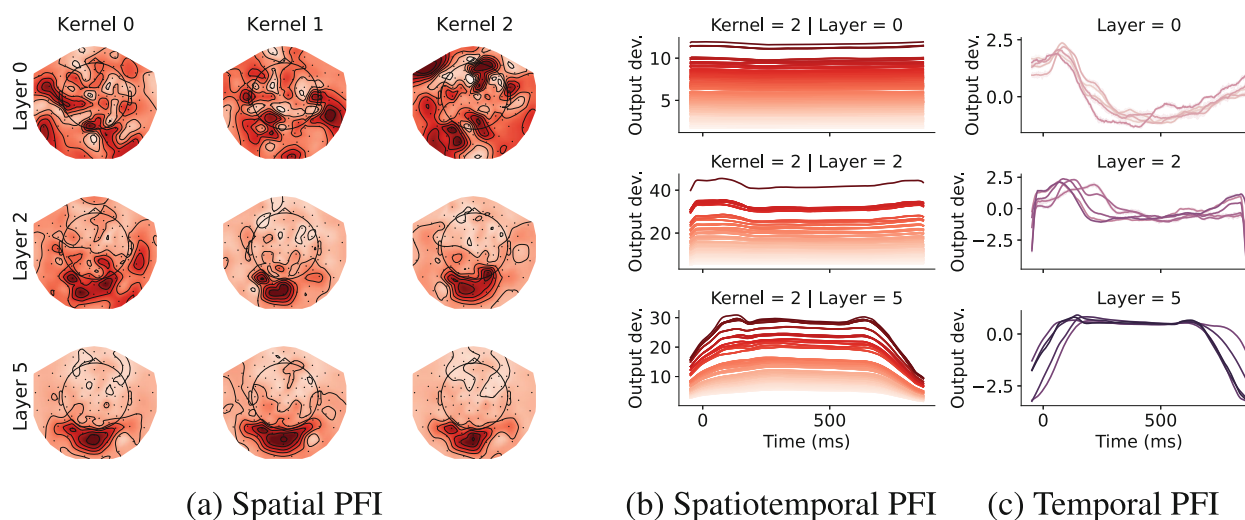 Kernel 0
Kernel 1
Kernel 2
Layer 0
Layer 2
Layer 5
(a) Spatial PFI
Kernel = 2 | Layer = 0
Output dev.
10
5
Kernel = 2 | Layer = 2
Output dev.
40
20
Kernel = 2 | Layer = 5
Output dev.
30
20
10
0
500
Time (ms)
(b) Spatiotemporal PFI
Layer = 0
Output dev.
2.5
0.0
Layer = 2
Output dev.
2.5
0.0
−2.5
Layer = 5
Output dev.
0.0
−2.5
0
500
Time (ms)
(c) Temporal PFI